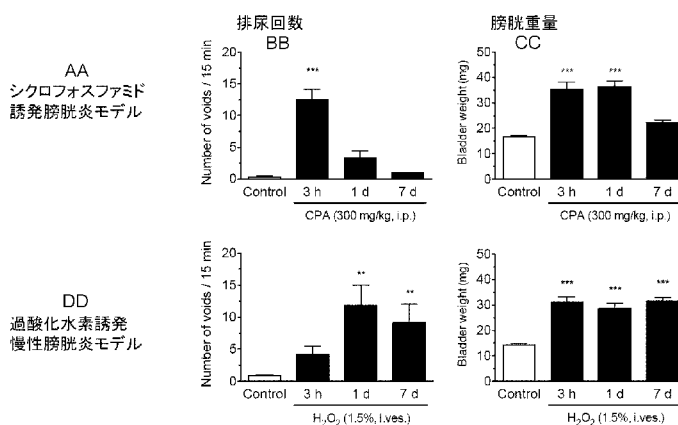 排尿回数
BB
膀胱重量
CC
AA
シクロフォスファミド
誘発膀胱炎モデル
Number of voids / 15 min
20
15
10
5
0
***
Control
3 h
1 d
7 d
CPA (300 mg/kg, i.p.)
Bladder weight (mg)
50
40
30
20
10
0
***
***
Control
3 h
1 d
7 d
CPA (300 mg/kg, i.p.)
DD
過酸化水素誘発
慢性膀胱炎モデル
Number of voids / 15 min
20
15
10
5
0
**
**
Control
3 h
1 d
7 d
H₂O₂ (1.5%, i.ves.)
Bladder weight (mg)
50
40
30
20
10
0
***
***
***
Control
3 h
1 d
7 d
H₂O₂ (1.5%, i.ves.)